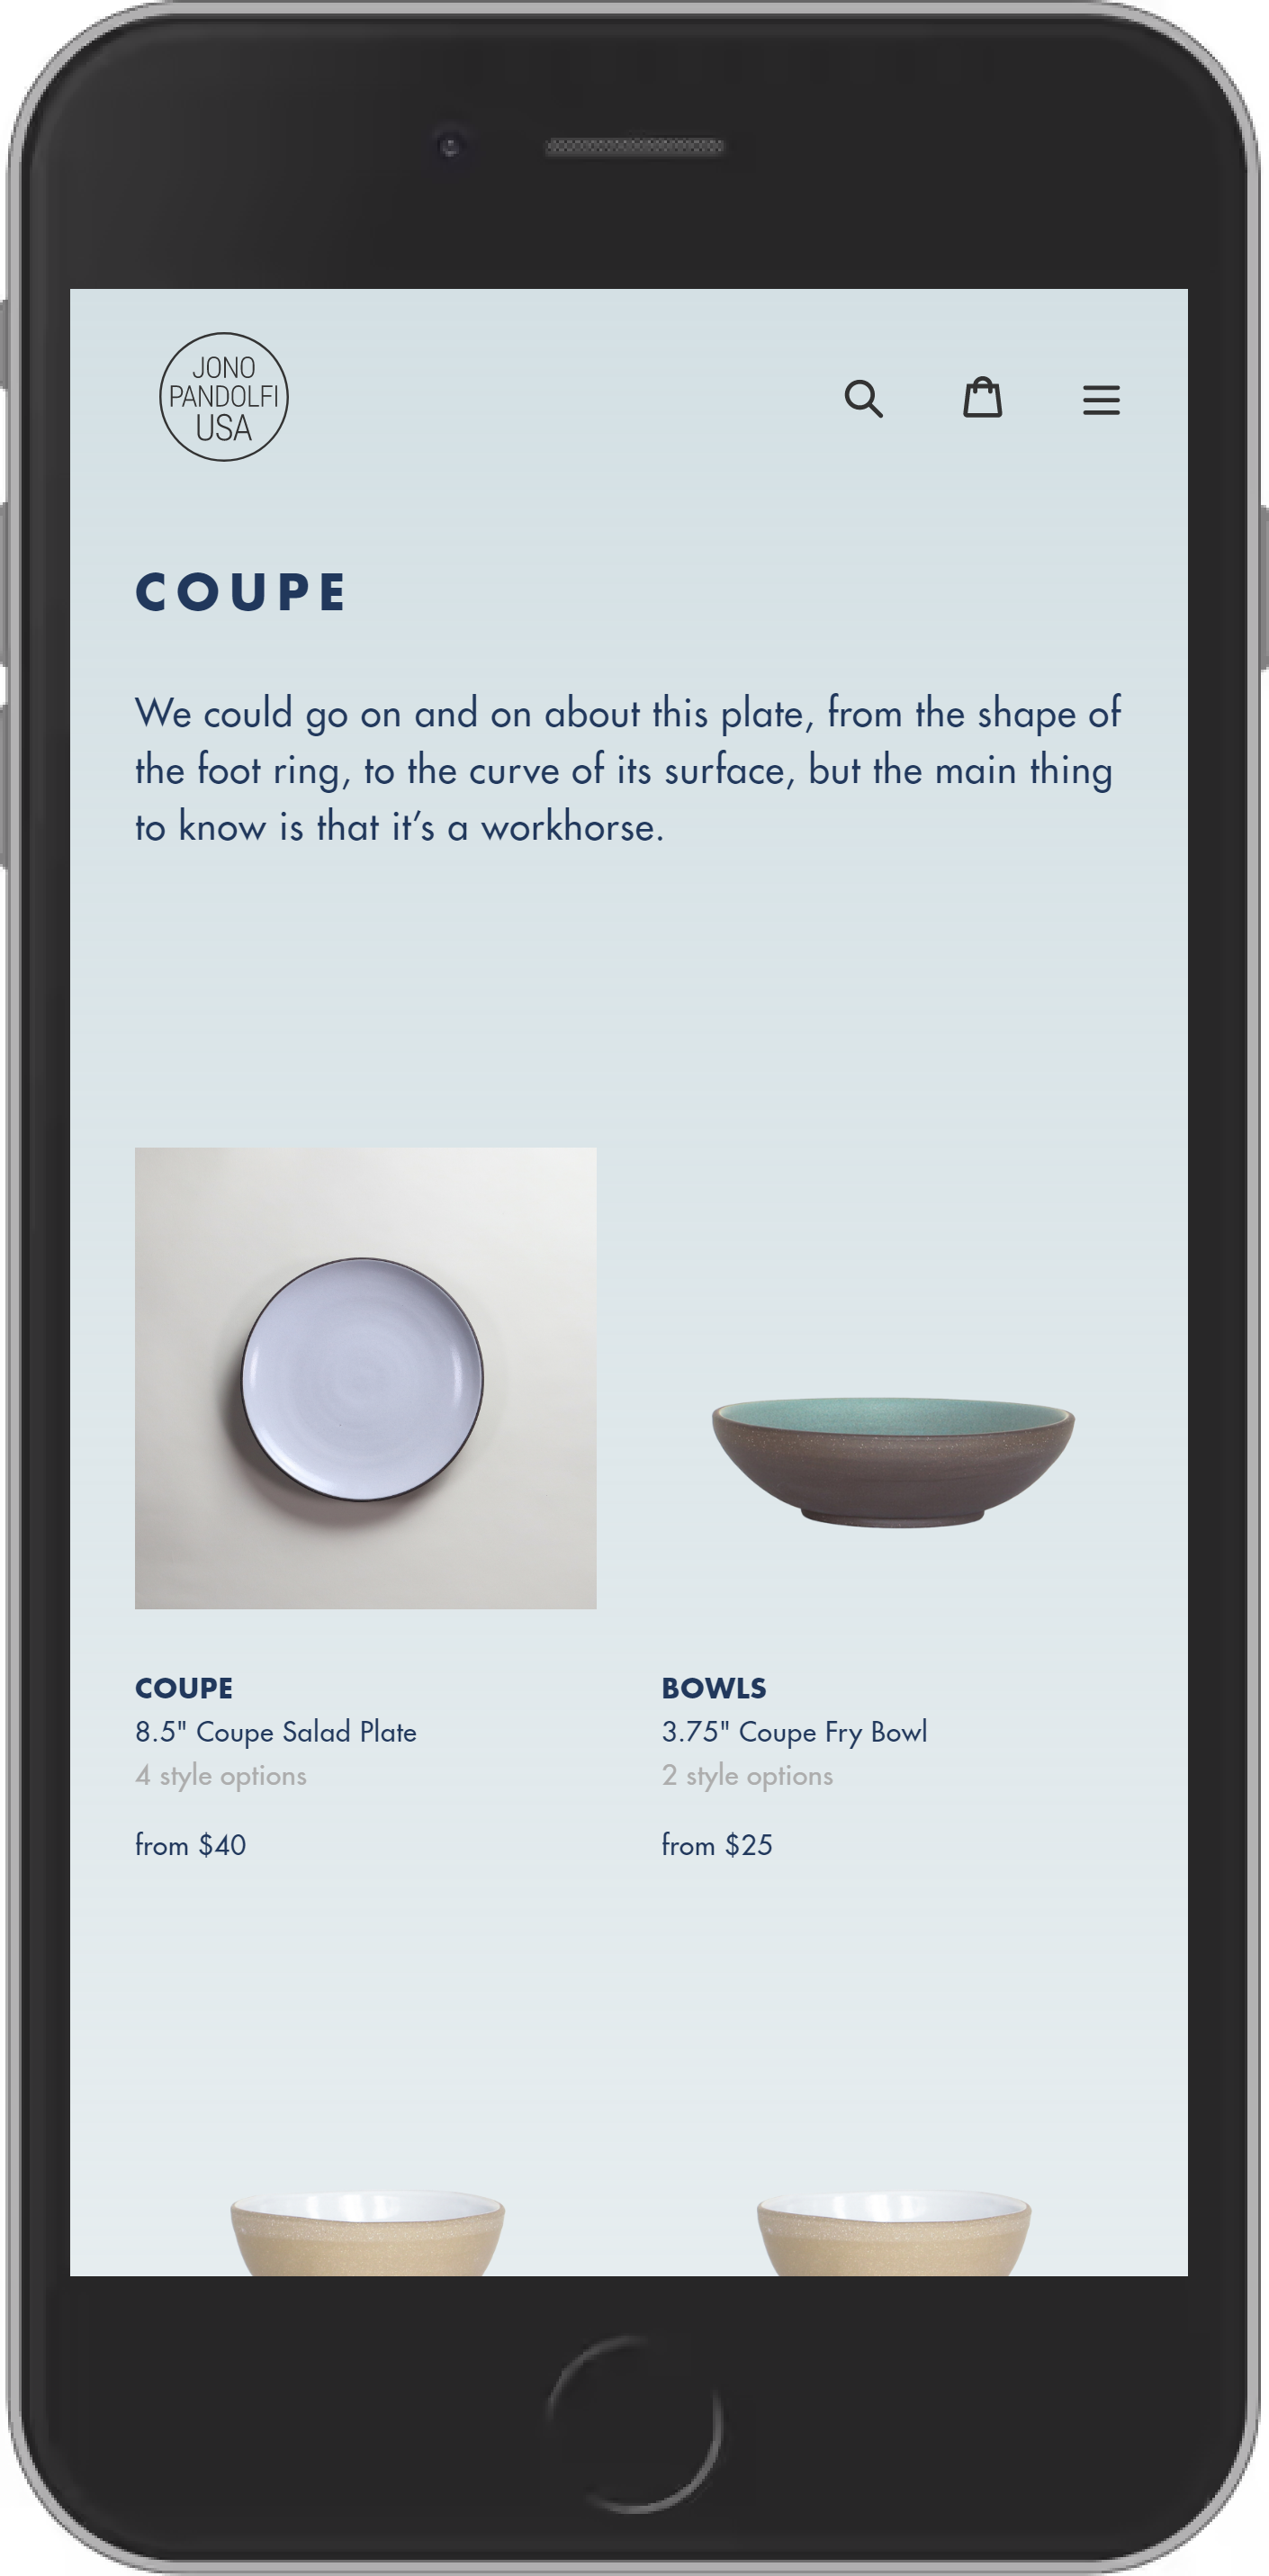 JONO
PANDOLFI
USA
COUPE
We could go on and on about this plate, from the shape of
the foot ring, to the curve of its surface, but the main thing
to know is that it’s a workhorse.
COUPE
8.5" Coupe Salad Plate
4 style options
from $40
BOWLS
3.75" Coupe Fry Bowl
2 style options
from $25